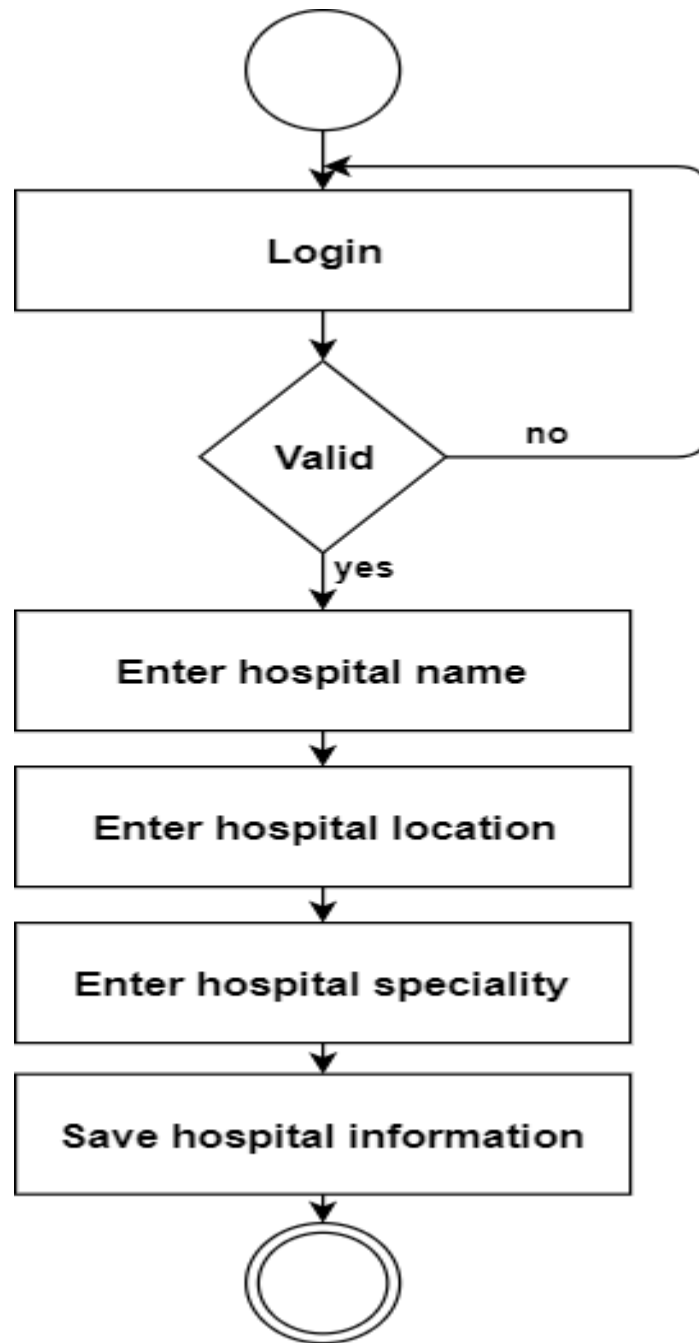 Login
Valid
no
yes
Enter hospital name
Enter hospital location
Enter hospital speciality
Save hospital information